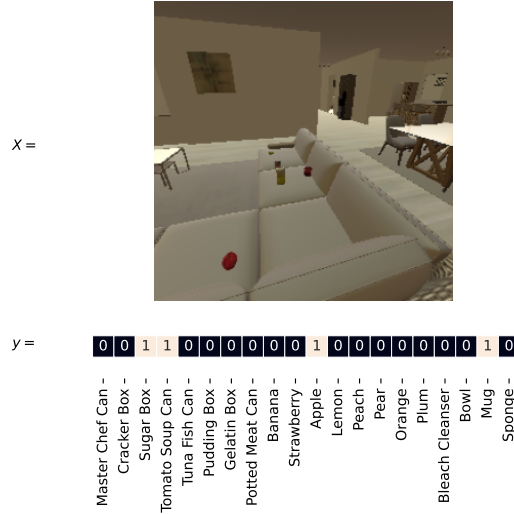 X =
y =
0 0 1 1 0 0 0 0 0 0 1 0 0 0 0 0 0 0 1 0
Master Chef Can -
Cracker Box -
Sugar Box -
Tomato Soup Can -
Tuna Fish Can -
Pudding Box -
Gelatin Box -
Potted Meat Can -
Banana -
Strawberry -
Apple -
Lemon -
Peach -
Pear -
Orange -
Plum -
Bleach Cleanser -
Bowl -
Mug -
Sponge